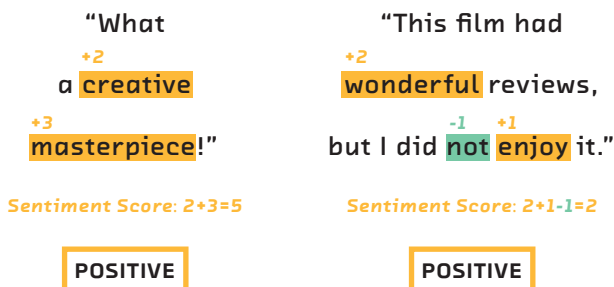 “What
+2
a creative
+3
masterpiece!”
Sentiment Score: 2+3=5
POSITIVE
“This film had
+2
wonderful reviews,
-1 +1
but I did not enjoy it.”
Sentiment Score: 2+1-1=2
POSITIVE